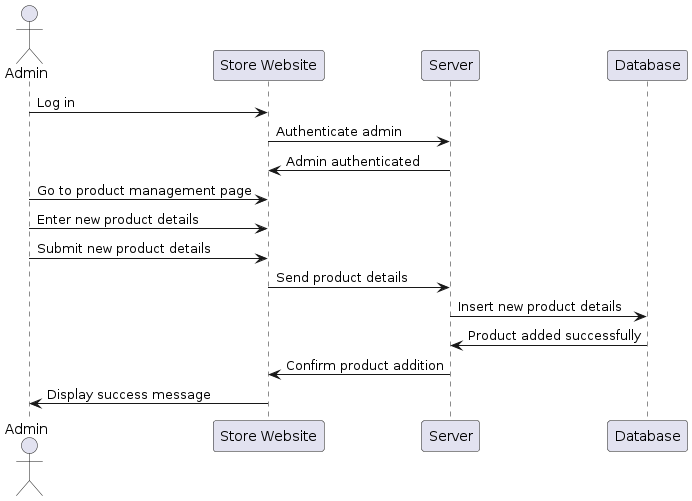 Admin
Store Website
Server
Database
Log in
Authenticate admin
Admin authenticated
Go to product management page
Enter new product details
Submit new product details
Send product details
Insert new product details
Product added successfully
Confirm product addition
Display success message
Admin
Store Website
Server
Database